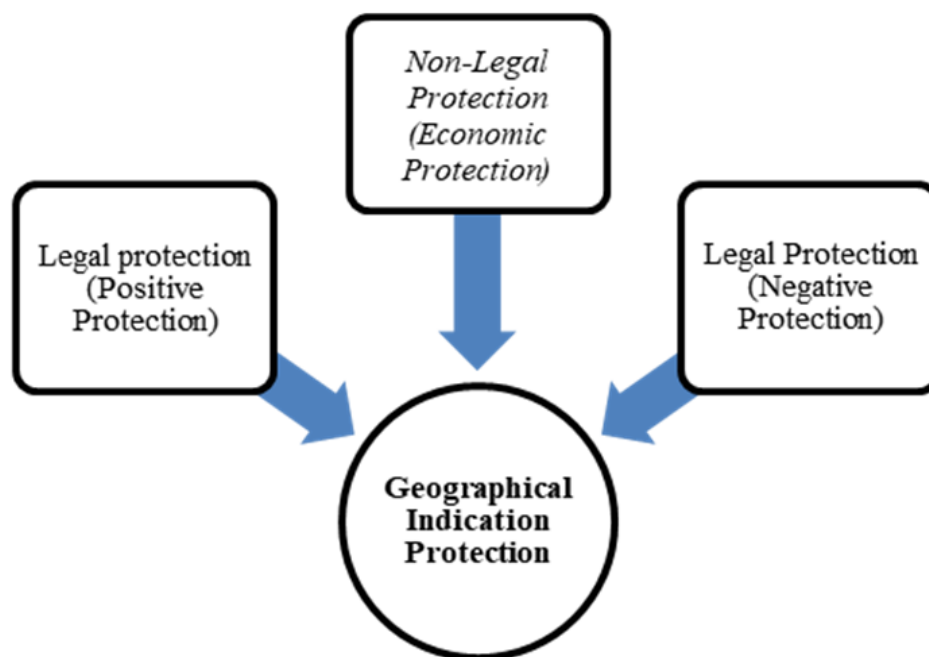 Non-Legal
Protection
(Economic
Protection)
Legal protection
(Positive
Protection)
Legal Protection
(Negative
Protection)
Geographical
Indication
Protection